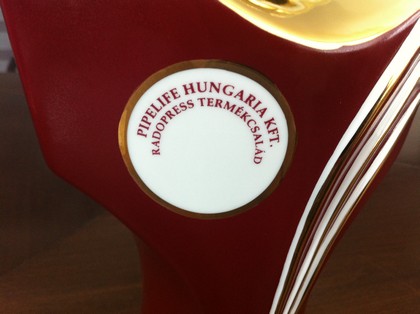 PIPELIFE HUNGARIA KFT.
RADOPRESS TERMÉKCSALÁD